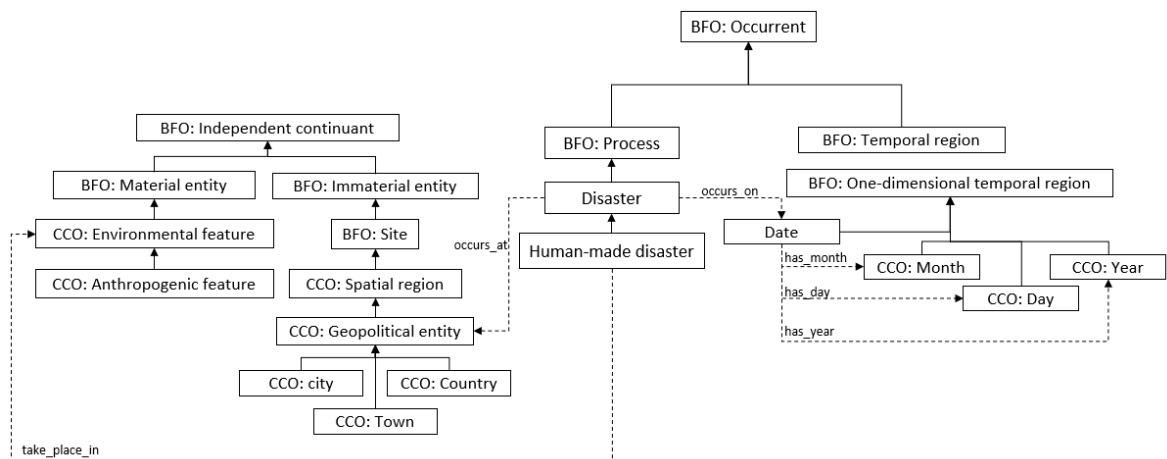 BFO: Occurrent
BFO: Independent continuant
BFO: Process
BFO: Temporal region
BFO: Material entity
BFO: Immaterial entity
Disaster
occurs_on
BFO: One-dimensional temporal region
CCO: Environmental feature
BFO: Site
occurs_at
Human-made disaster
Date
CCO: Anthropogenic feature
CCO: Spatial region
has_month
CCO: Month
CCO: Year
has_day
CCO: Day
CCO: Geopolitical entity
has_year
CCO: city
CCO: Country
CCO: Town
take_place_in